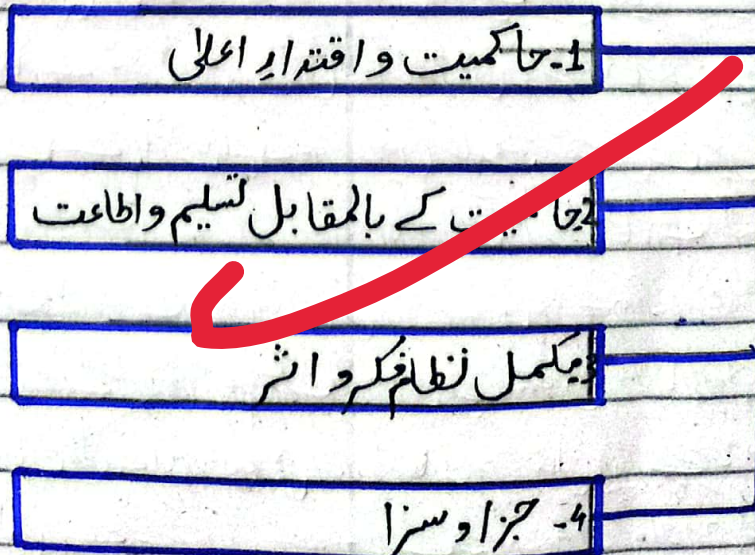 1۔ حاکمیت و اقتدارِ اعلیٰ
2۔ حاکمیت کے بالمقابل تسلیم و اطاعت
3۔ مکمل نظام فکر و اثر
4۔ جزا و سزا